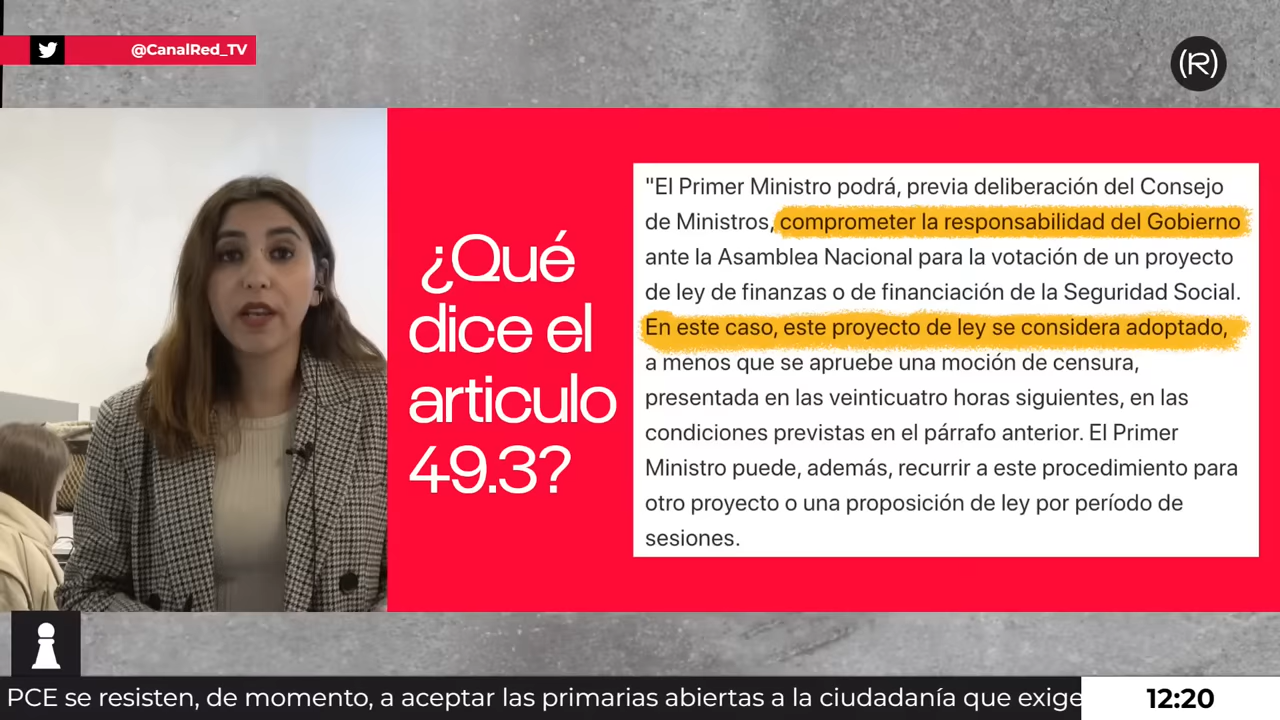 @CanalRed_TV
(R)
¿Qué
dice el
articulo
49.3?
"El Primer Ministro podrá, previa deliberación del Consejo
de Ministros, comprometer la responsabilidad del Gobierno
ante la Asamblea Nacional para la votación de un proyecto
de ley de finanzas o de financiación de la Seguridad Social.
En este caso, este proyecto de ley se considera adoptado,
a menos que se apruebe una moción de censura,
presentada en las veinticuatro horas siguientes, en las
condiciones previstas en el párrafo anterior. El Primer
Ministro puede, además, recurrir a este procedimiento para
otro proyecto o una proposición de ley por período de
sesiones.
PCE se resisten, de momento, a aceptar las primarias abiertas a la ciudadanía que exige
12:20